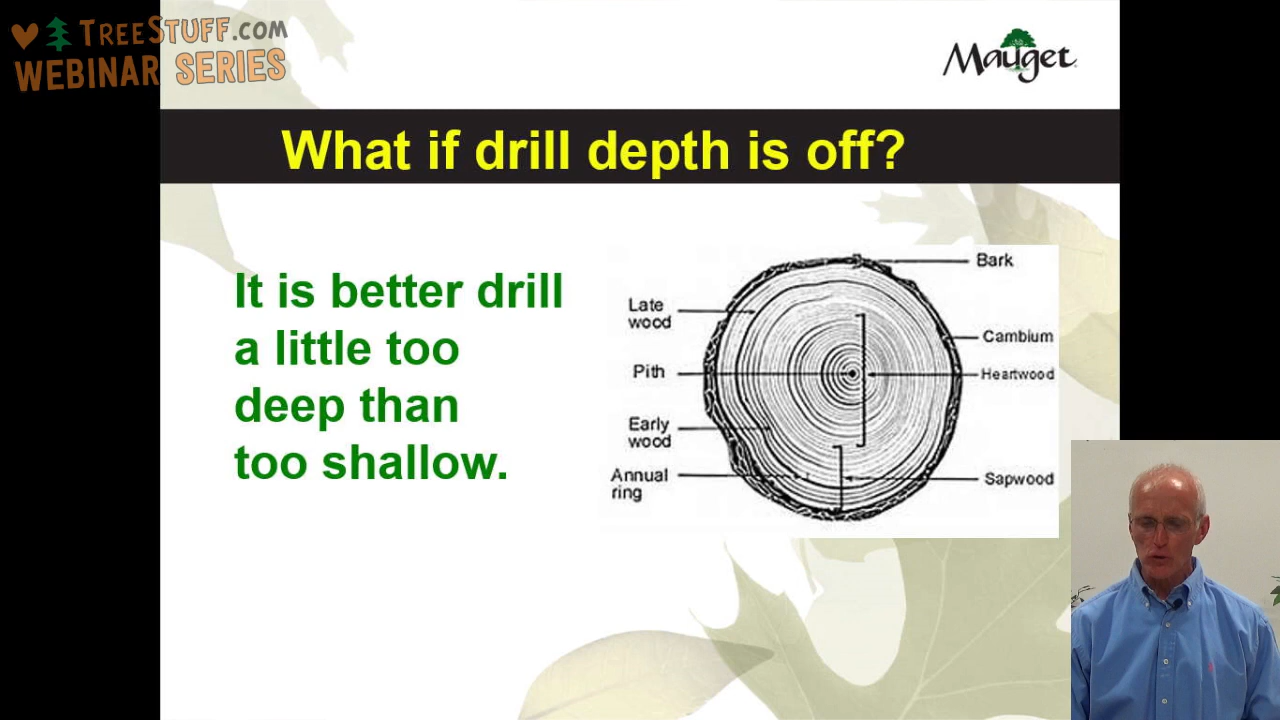 TREESTUFF.COM
WEBINAR SERIES
Mauget
What if drill depth is off?
It is better drill
a little too
deep than
too shallow.
Bark
Late
wood
Cambium
Pith
Heartwood
Early
wood
Annual
ring
Sapwood